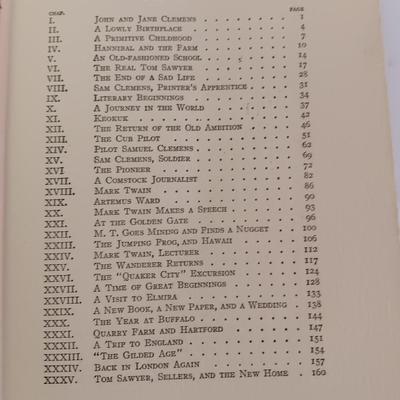 CHAP. PAGE
I. John and Jane Clemens . . . . . . . . . 1
II. A Lowly Birthplace . . . . . . . . . . 4
III. A Primitive Childhood . . . . . . . . . 7
IV. Hannibal and the Farm . . . . . . . . . 10
V. An Old-fashioned School . . . . . . . . . 14
VI. The Real Tom Sawyer . . . . . . . . . . 17
VII. The End of a Sad Life . . . . . . . . . 28
VIII. Sam Clemens, Printer's Apprentice . . . . . 31
IX. Literary Beginnings . . . . . . . . . . 34
X. A Journey in the World . . . . . . . . . 37
XI. Keokuk . . . . . . . . . . . . . . 42
XII. The Return of the Old Ambition . . . . . . 46
XIII. The Cub Pilot . . . . . . . . . . . . 51
XIV. Pilot Samuel Clemens . . . . . . . . . . 62
XV. Sam Clemens, Soldier . . . . . . . . . . 69
XVI The Pioneer . . . . . . . . . . . . 72
XVII. A Comstock Journalist . . . . . . . . . 82
XVIII. Mark Twain . . . . . . . . . . . . . 86
XIX. Artemus Ward . . . . . . . . . . . . 90
XX. Mark Twain Makes a Speech . . . . . . . . 93
XXI. At the Golden Gate . . . . . . . . . . 96
XXII. M. T. Goes Mining and Finds a Nugget . . . 100
XXIII. The Jumping Frog, and Hawaii . . . . . . . 106
XXIV. Mark Twain, Lecturer . . . . . . . . . . 112
XXV. The Wanderer Returns . . . . . . . . . . 117
XXVI. The "Quaker City" Excursion . . . . . . . 124
XXVII. A Time of Great Beginnings . . . . . . . . 128
XXVIII. A Visit to Elmira . . . . . . . . . . . 133
XXXIX. A New Book, a New Paper, and a Wedding . . 138
XXX. The Year at Buffalo . . . . . . . . . . 144
XXXI. Quarry Farm and Hartford . . . . . . . . 147
XXXII. A Trip to England . . . . . . . . . . . 151
XXXIII. "The Gilded Age" . . . . . . . . . . . 154
XXXIV. Back in London Again . . . . . . . . . . 157
XXXV. Tom Sawyer, Sellers, and the New Home . . 160